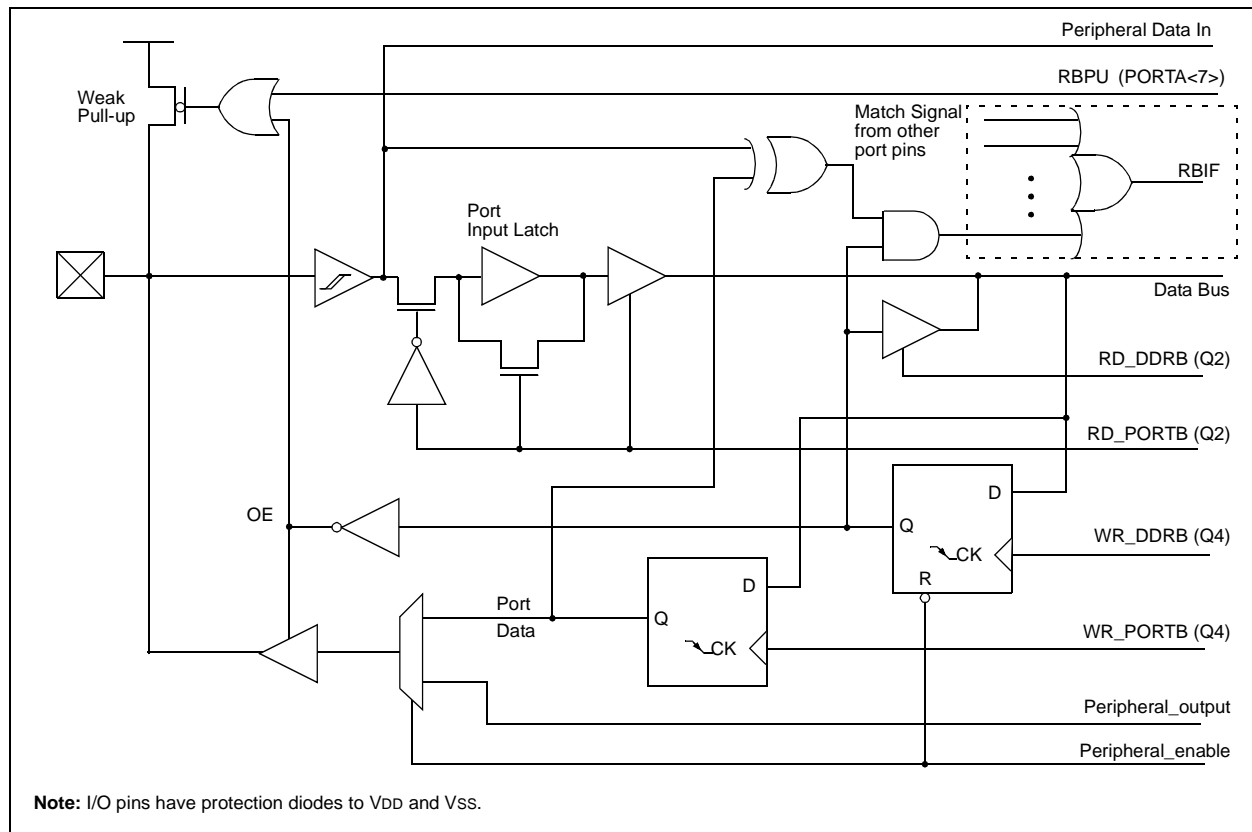 Peripheral Data In
RBPU (PORTA<7>)
Weak
Pull-up
Match Signal
from other
port pins
RBIF
Port
Input Latch
Data Bus
RD_DDRB (Q2)
RD_PORTB (Q2)
D
OE
Q
CK
WR_DDRB (Q4)
R
D
Port
Data
Q
CK
WR_PORTB (Q4)
Peripheral_output
Peripheral_enable
Note: I/O pins have protection diodes to VDD and VSS.